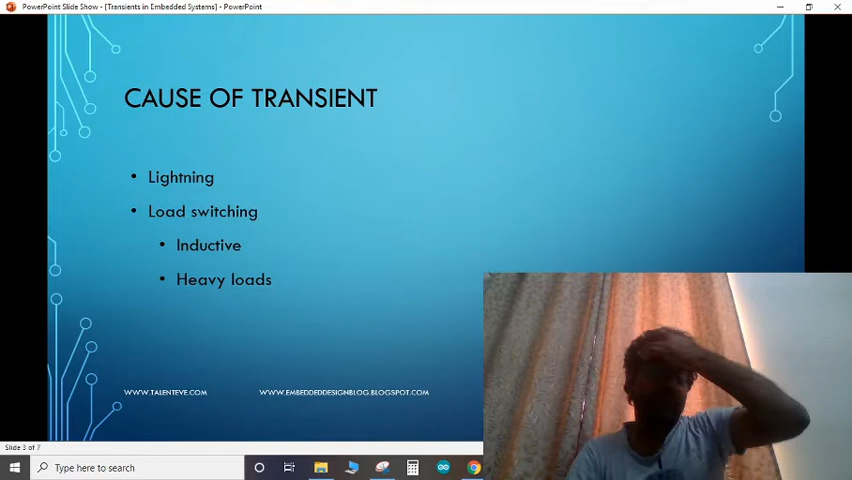 PowerPoint Slide Show - [Transients in Embedded Systems] - PowerPoint
CAUSE OF TRANSIENT
• Lightning
• Load switching
• Inductive
• Heavy loads
WWW.TALENTEVE.COM WWW.EMBEDDEDDESIGNBLOG.BLOGSPOT.COM
Slide 3 of 7
Type here to search